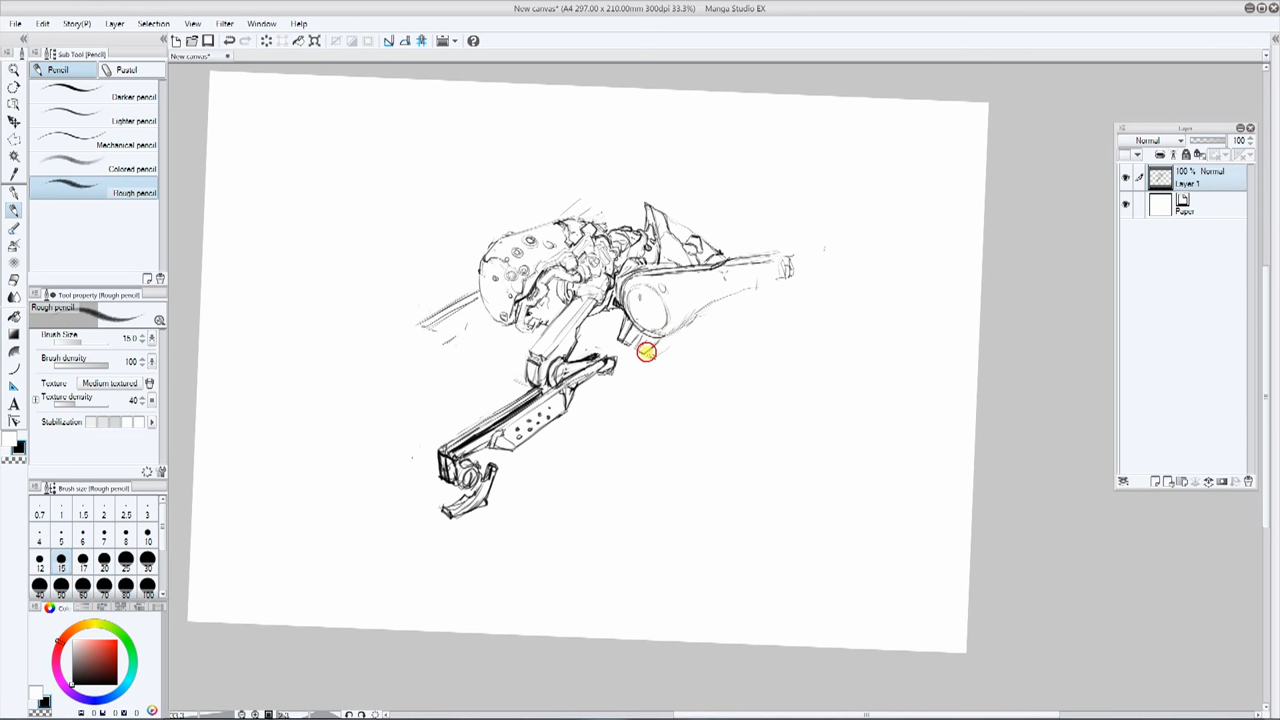 New canvas* (A4 297.00 x 210.00mm 300dpi 33.3%) - Manga Studio EX
File Edit Story(P) Layer Selection View Filter Window Help
New canvas*
Sub Tool [Pencil]
Pencil Pastel
Darker pencil
Lighter pencil
Mechanical pencil
Colored pencil
Rough pencil
Tool property [Rough pencil]
Rough pencil
Brush Size 15.0
Brush density 100
Texture Medium textured
Texture density 40
Stabilization
Brush size [Rough pencil]
0.7 1 1.5 2 2.5 3
4 5 6 7 8 10
12 15 17 20 25 30
40 50 60 70 80 100
Layer
Normal 100
100 % Normal
Layer 1
Paper
33.3